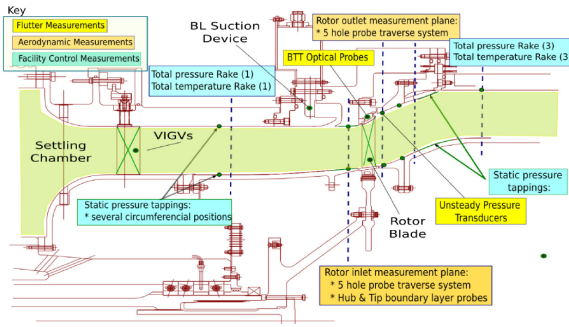 Key
Flutter Measurements
Aerodynamic Measurements
Facility Control Measurements
BL Suction
Device
Rotor outlet measurement plane:
* 5 hole probe traverse system
BTT Optical Probes
Total pressure Rake (3)
Total temperature Rake (3
Total pressure Rake (1)
Total temperature Rake (1)
Settling
Chamber
VIGVs
Static pressure tappings:
* several circumferencial positions
Static pressure
tappings:
Unsteady Pressure
Transducers
Rotor
Blade
Rotor inlet measurement plane:
* 5 hole probe traverse system
* Hub & Tip boundary layer probes